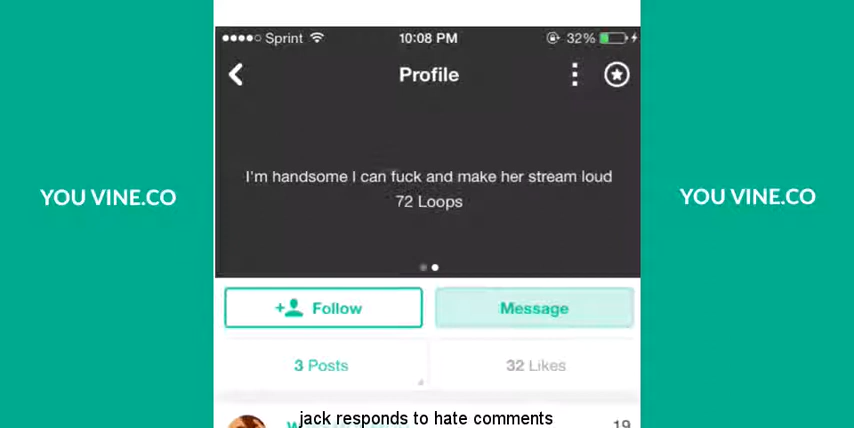 Sprint 10:08 PM 32%
Profile
I'm handsome I can fuck and make her stream loud
72 Loops
YOU VINE.CO
YOU VINE.CO
Follow Message
3 Posts 32 Likes
jack responds to hate comments
19